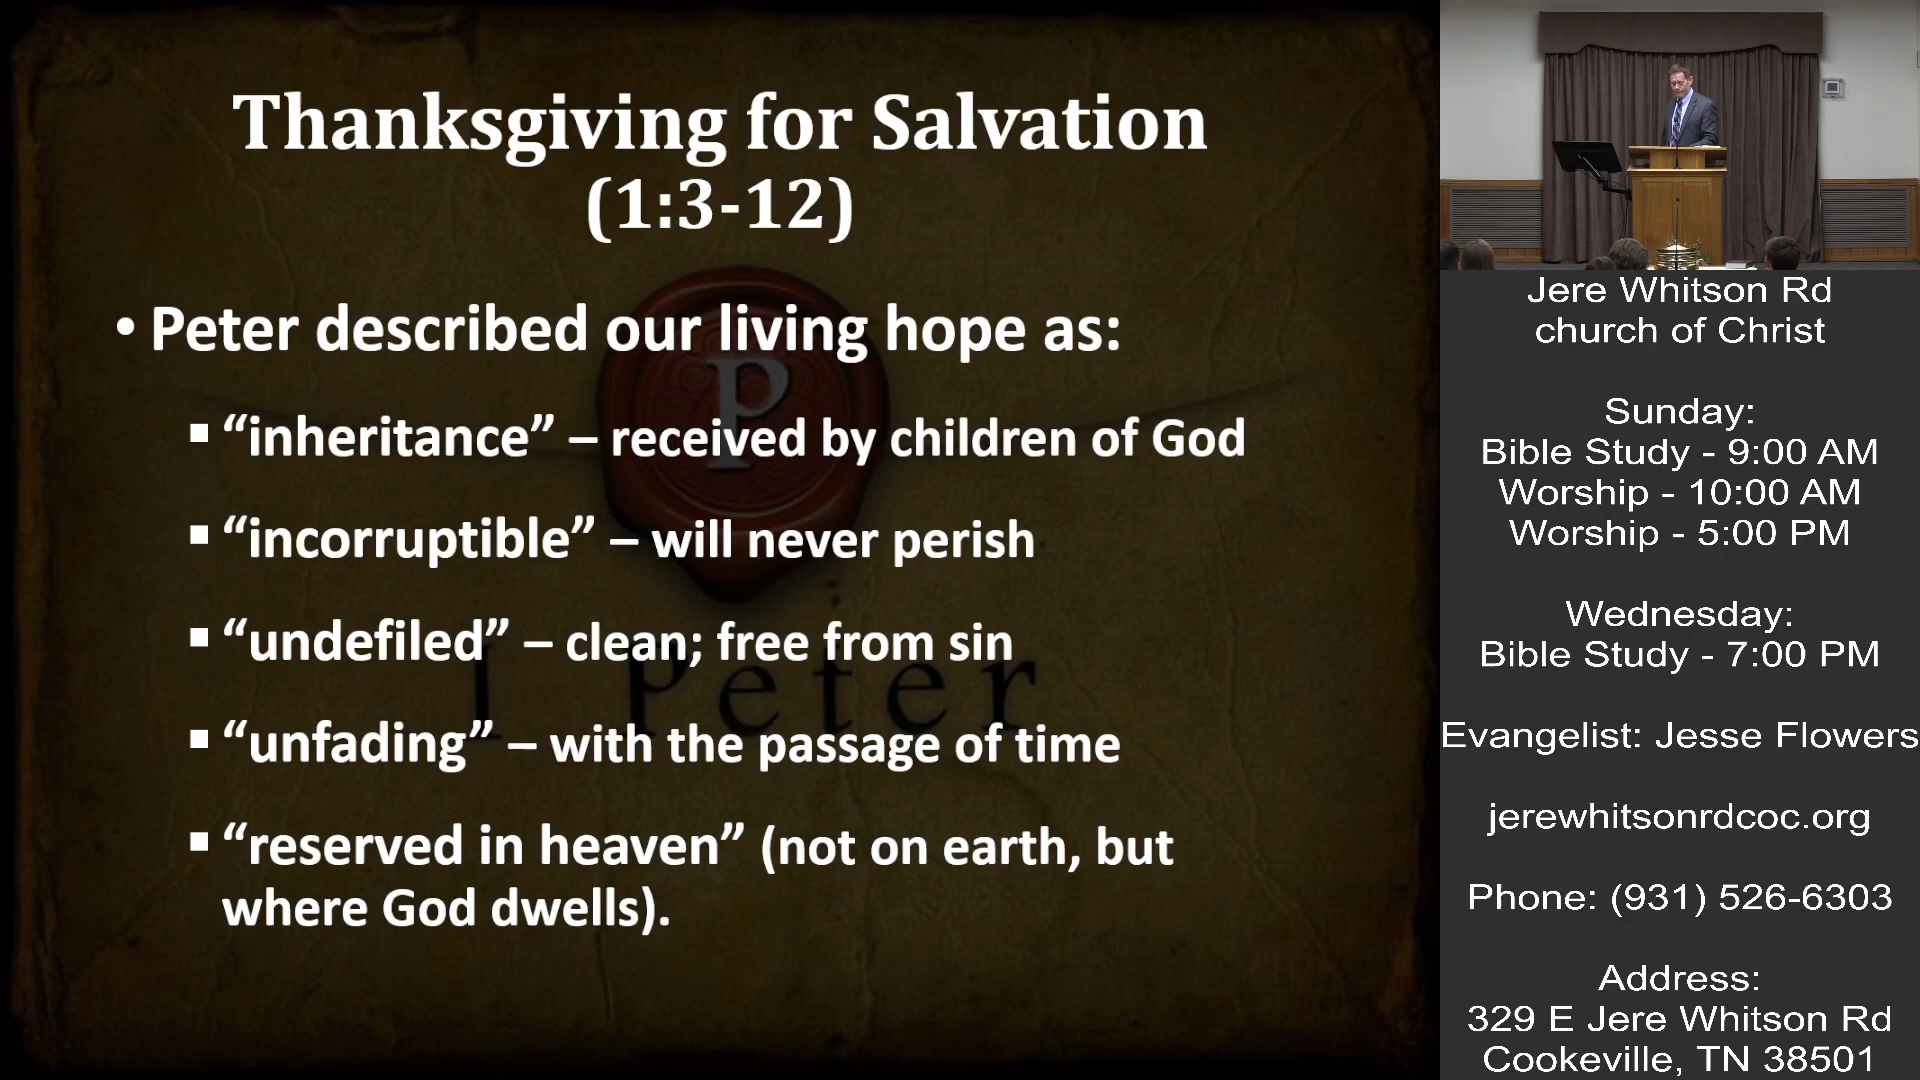 Thanksgiving for Salvation
(1:3-12)
• Peter described our living hope as:
▪ “inheritance” – received by children of God
▪ “incorruptible” – will never perish
▪ “undefiled” – clean; free from sin
▪ “unfading” – with the passage of time
▪ “reserved in heaven” (not on earth, but
where God dwells).
P
1 Peter
Jere Whitson Rd
church of Christ
Sunday:
Bible Study - 9:00 AM
Worship - 10:00 AM
Worship - 5:00 PM
Wednesday:
Bible Study - 7:00 PM
Evangelist: Jesse Flowers
jerewhitsonrdcoc.org
Phone: (931) 526-6303
Address:
329 E Jere Whitson Rd
Cookeville, TN 38501